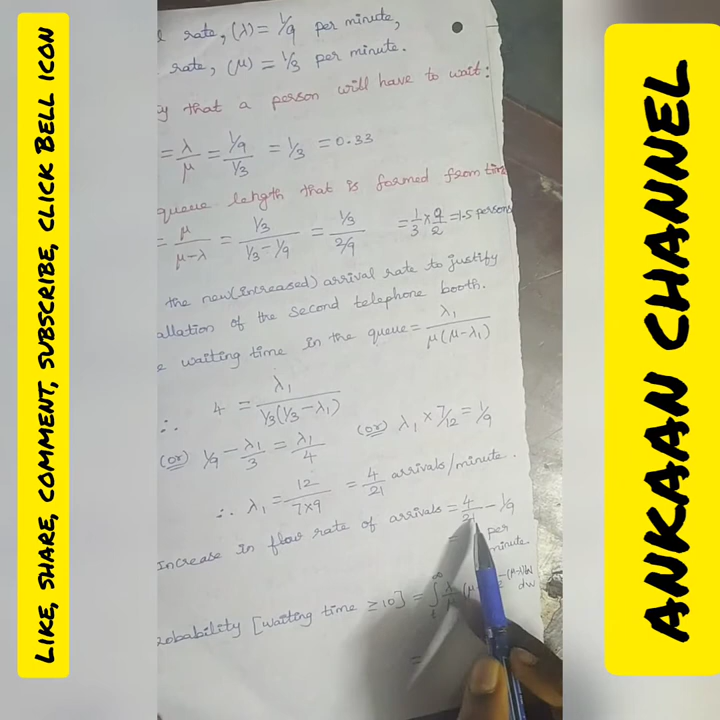 LIKE, SHARE, COMMENT, SUBSCRIBE, CLICK BELL ICON
rate, (λ) = 1/9 per minute,
rate, (μ) = 1/3 per minute.
that a person will have to wait:
= λ/μ = (1/9)/(1/3) = 1/3 = 0.33
queue length that is formed from time
= μ/(μ-λ) = (1/3)/(1/3 - 1/9) = (1/3)/(2/9) = 1/3 × 9/2 = 1.5 persons
the new (increased) arrival rate to justify
allation of the second telephone booth.
waiting time in the queue = λ₁/(μ(μ-λ₁))
∴ 4 = λ₁/(1/3(1/3 - λ₁))
(or) 1/9 - λ₁/3 = λ₁/4 (or) λ₁ × 7/12 = 1/9
∴ λ₁ = 12/(7×9) = 4/21 arrivals/minute.
Increase in flow rate of arrivals = 4/21 - 1/9
= per
minute.
robability [waiting time ≥ 10] = ∫ λ/μ (μ e^-(μ-λ)w dw
=
ANKAAN CHANNEL